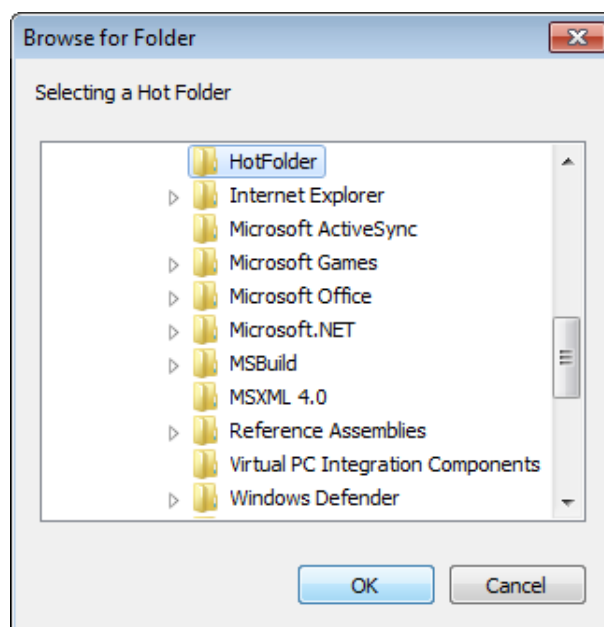 Browse for Folder
Selecting a Hot Folder
HotFolder
Internet Explorer
Microsoft ActiveSync
Microsoft Games
Microsoft Office
Microsoft.NET
MSBuild
MSXML 4.0
Reference Assemblies
Virtual PC Integration Components
Windows Defender
OK Cancel